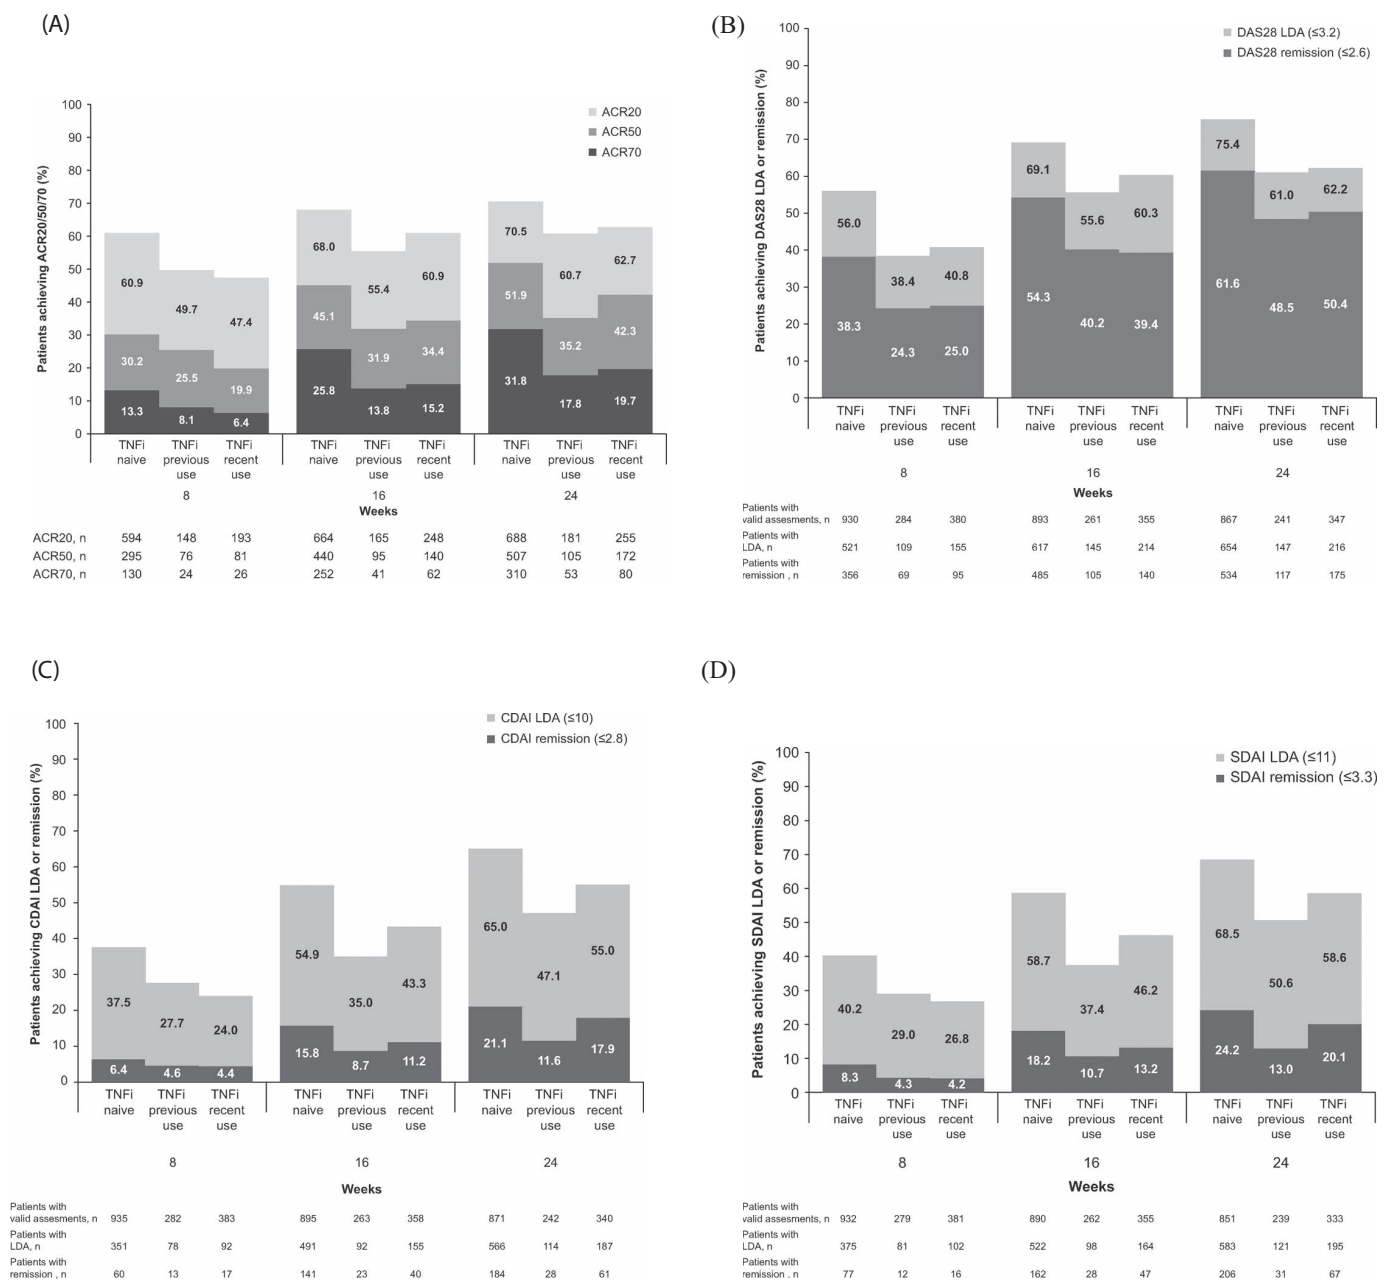 (A)
ACR20
ACR50
ACR70
Patients achieving ACR20/50/70 (%)
100
90
80
70
60
50
40
30
20
10
0
60.9 49.7 47.4 68.0 55.4 60.9 70.5 60.7 62.7
30.2 25.5 19.9 45.1 31.9 34.4 51.9 35.2 42.3
13.3 8.1 6.4 25.8 13.8 15.2 31.8 17.8 19.7
TNFi TNFi TNFi TNFi TNFi TNFi TNFi TNFi TNFi
naive previous recent naive previous recent naive previous recent
use use use use use use
8 16 24
Weeks
ACR20, n 594 148 193 664 165 248 688 181 255
ACR50, n 295 76 81 440 95 140 507 105 172
ACR70, n 130 24 26 252 41 62 310 53 80
(B)
DAS28 LDA (≤3.2)
DAS28 remission (≤2.6)
Patients achieving DAS28 LDA or remission (%)
100
90
80
70
60
50
40
30
20
10
0
56.0 38.4 40.8 69.1 55.6 60.3 75.4 61.0 62.2
38.3 24.3 25.0 54.3 40.2 39.4 61.6 48.5 50.4
TNFi TNFi TNFi TNFi TNFi TNFi TNFi TNFi TNFi
naive previous recent naive previous recent naive previous recent
use use use use use use
8 16 24
Weeks
Patients with
valid assesments, n 930 284 380 893 261 355 867 241 347
Patients with
LDA, n 521 109 155 617 145 214 654 147 216
Patients with
remission , n 356 69 95 485 105 140 534 117 175
(C)
CDAI LDA (≤10)
CDAI remission (≤2.8)
Patients achieving CDAI LDA or remission (%)
100
90
80
70
60
50
40
30
20
10
0
37.5 27.7 24.0 54.9 35.0 43.3 65.0 47.1 55.0
6.4 4.6 4.4 15.8 8.7 11.2 21.1 11.6 17.9
TNFi TNFi TNFi TNFi TNFi TNFi TNFi TNFi TNFi
naive previous recent naive previous recent naive previous recent
use use use use use use
8 16 24
Weeks
Patients with
valid assesments, n 935 282 383 895 263 358 871 242 340
Patients with
LDA, n 351 78 92 491 92 155 566 114 187
Patients with
remission , n 60 13 17 141 23 40 184 28 61
(D)
SDAI LDA (≤11)
SDAI remission (≤3.3)
Patients achieving SDAI LDA or remission (%)
100
90
80
70
60
50
40
30
20
10
0
40.2 29.0 26.8 58.7 37.4 46.2 68.5 50.6 58.6
8.3 4.3 4.2 18.2 10.7 13.2 24.2 13.0 20.1
TNFi TNFi TNFi TNFi TNFi TNFi TNFi TNFi TNFi
naive previous recent naive previous recent naive previous recent
use use use use use use
8 16 24
Weeks
Patients with
valid assesments, n 932 279 381 890 262 355 851 239 333
Patients with
LDA, n 375 81 102 522 98 164 583 121 195
Patients with
remission , n 77 12 16 162 28 47 206 31 67